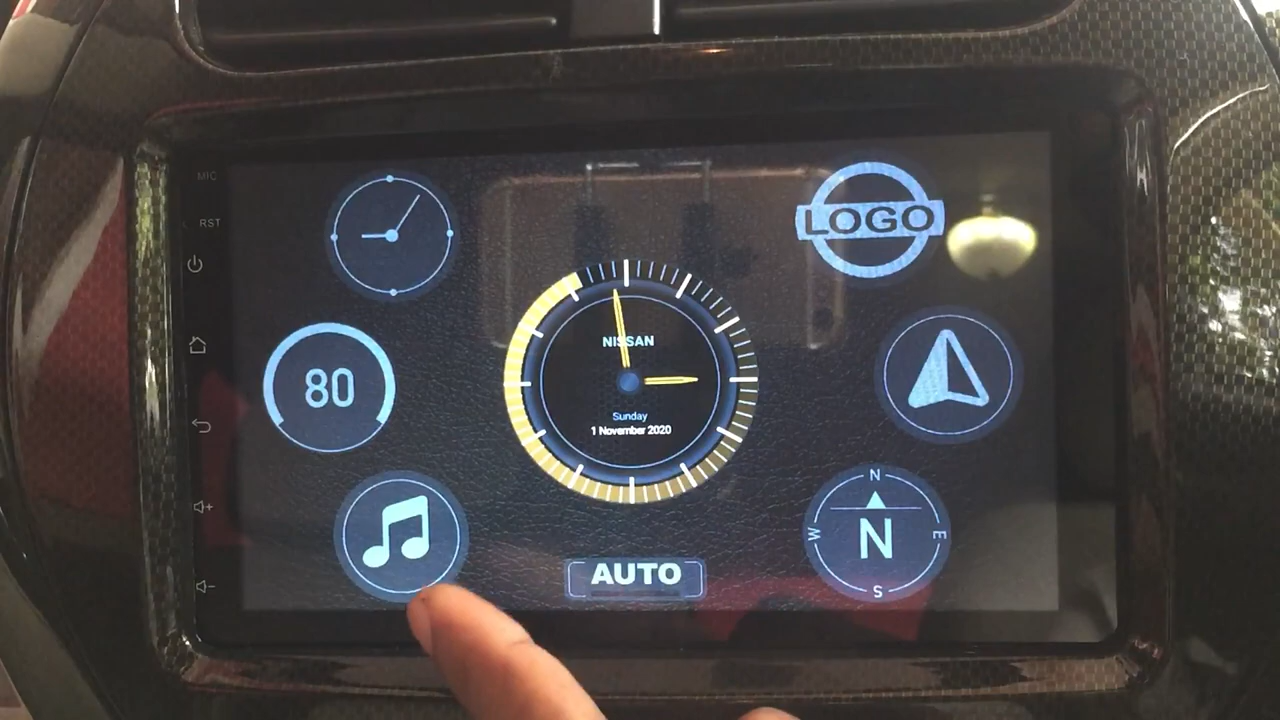 MIC
RST
LOGO
NISSAN
80
Sunday
1 November 2020
N
W
N
E
S
AUTO